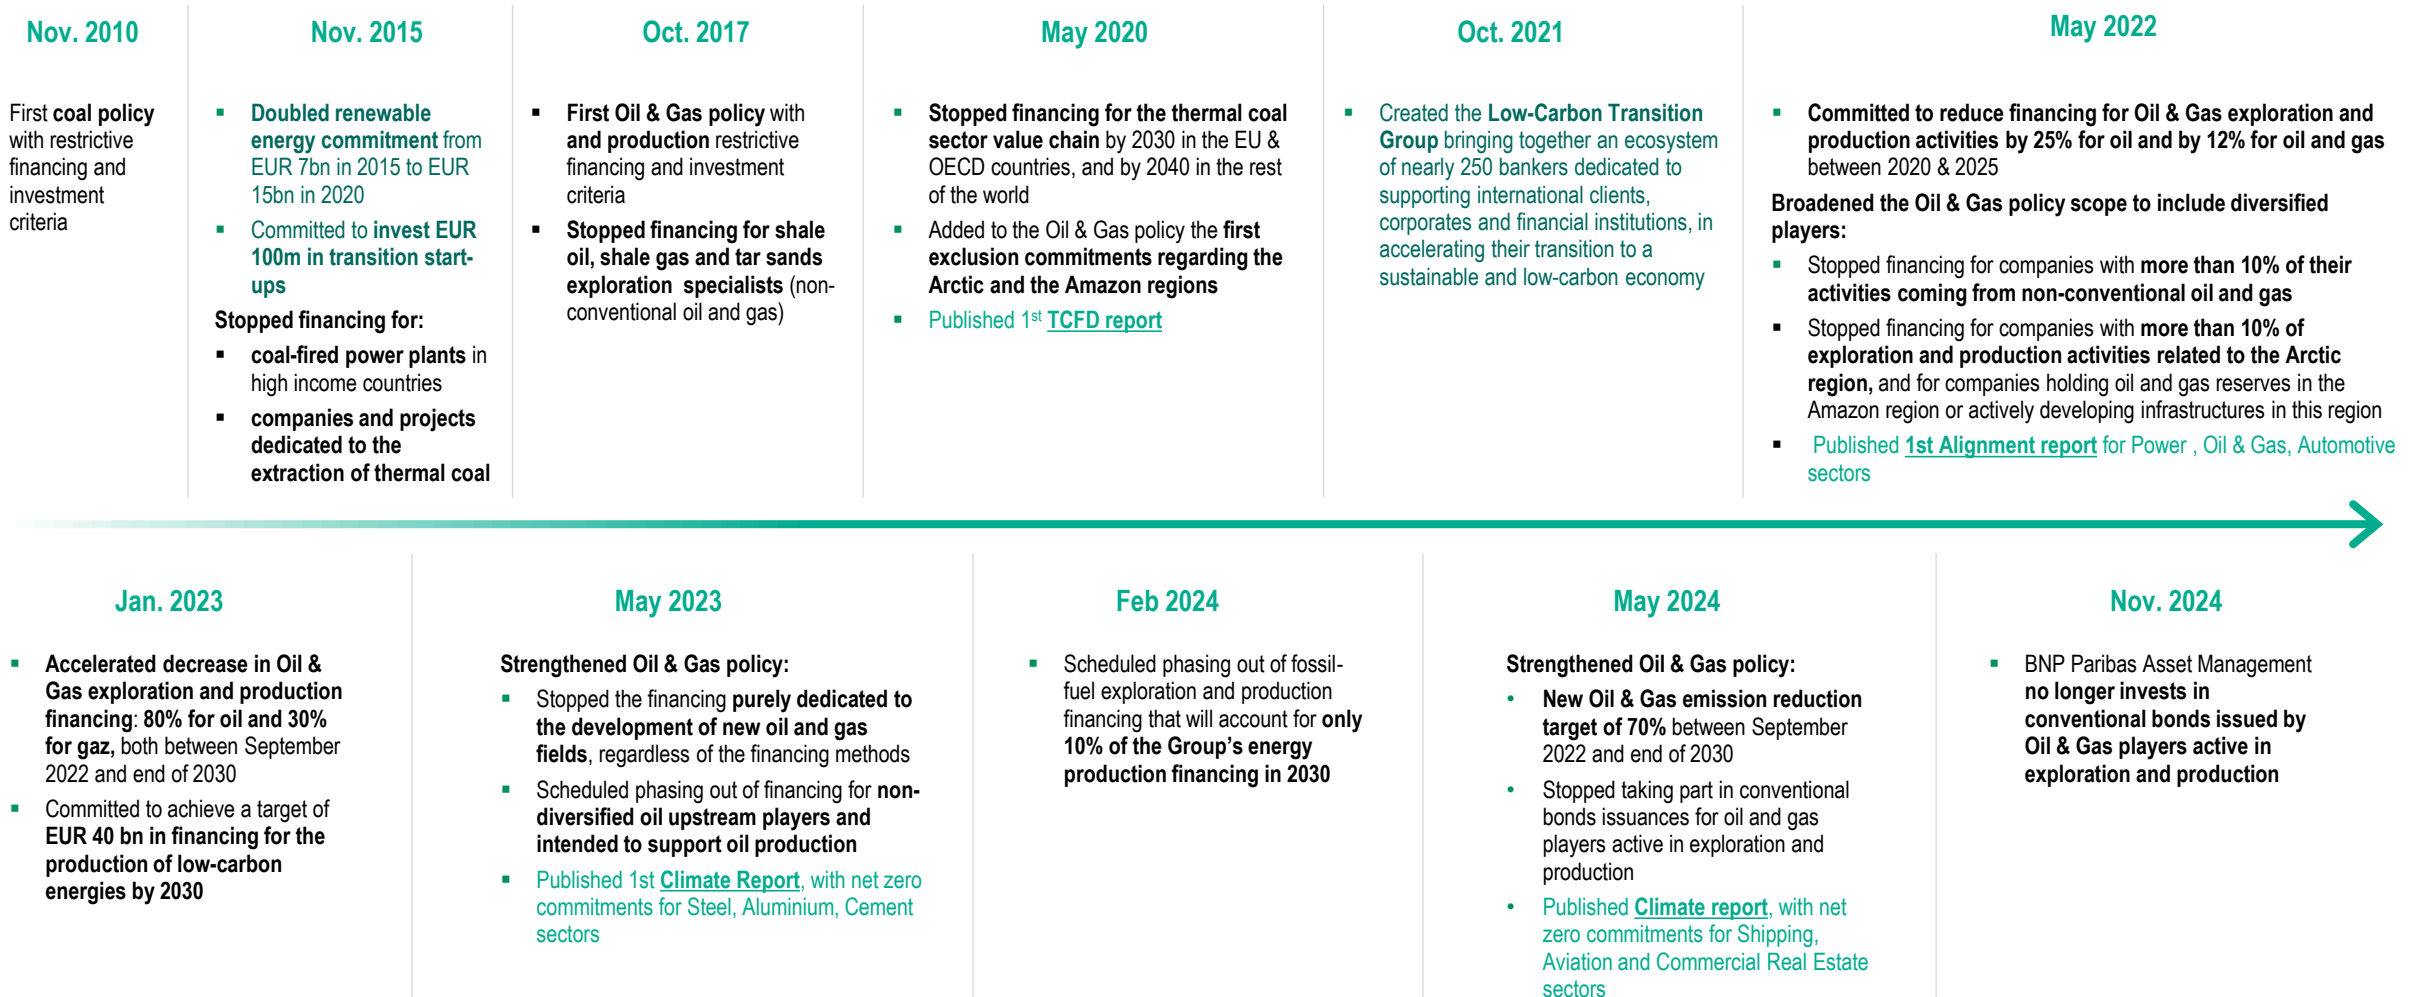 Nov. 2010
First coal policy
with restrictive
financing and
investment
criteria
Nov. 2015
▪ Doubled renewable
energy commitment from
EUR 7bn in 2015 to EUR
15bn in 2020
▪ Committed to invest EUR
100m in transition start-
ups
Stopped financing for:
▪ coal-fired power plants in
high income countries
▪ companies and projects
dedicated to the
extraction of thermal coal
Oct. 2017
▪ First Oil & Gas policy with
and production restrictive
financing and investment
criteria
▪ Stopped financing for shale
oil, shale gas and tar sands
exploration specialists (non-
conventional oil and gas)
May 2020
▪ Stopped financing for the thermal coal
sector value chain by 2030 in the EU &
OECD countries, and by 2040 in the rest
of the world
▪ Added to the Oil & Gas policy the first
exclusion commitments regarding the
Arctic and the Amazon regions
▪ Published 1st TCFD report
Oct. 2021
▪ Created the Low-Carbon Transition
Group bringing together an ecosystem
of nearly 250 bankers dedicated to
supporting international clients,
corporates and financial institutions, in
accelerating their transition to a
sustainable and low-carbon economy
May 2022
▪ Committed to reduce financing for Oil & Gas exploration and
production activities by 25% for oil and by 12% for oil and gas
between 2020 & 2025
Broadened the Oil & Gas policy scope to include diversified
players:
▪ Stopped financing for companies with more than 10% of their
activities coming from non-conventional oil and gas
▪ Stopped financing for companies with more than 10% of
exploration and production activities related to the Arctic
region, and for companies holding oil and gas reserves in the
Amazon region or actively developing infrastructures in this region
▪ Published 1st Alignment report for Power , Oil & Gas, Automotive
sectors
Jan. 2023
▪ Accelerated decrease in Oil &
Gas exploration and production
financing: 80% for oil and 30%
for gaz, both between September
2022 and end of 2030
▪ Committed to achieve a target of
EUR 40 bn in financing for the
production of low-carbon
energies by 2030
May 2023
Strengthened Oil & Gas policy:
▪ Stopped the financing purely dedicated to
the development of new oil and gas
fields, regardless of the financing methods
▪ Scheduled phasing out of financing for non-
diversified oil upstream players and
intended to support oil production
▪ Published 1st Climate Report, with net zero
commitments for Steel, Aluminium, Cement
sectors
Feb 2024
▪ Scheduled phasing out of fossil-
fuel exploration and production
financing that will account for only
10% of the Group's energy
production financing in 2030
May 2024
Strengthened Oil & Gas policy:
• New Oil & Gas emission reduction
target of 70% between September
2022 and end of 2030
• Stopped taking part in conventional
bonds issuances for oil and gas
players active in exploration and
production
• Published Climate report, with net
zero commitments for Shipping,
Aviation and Commercial Real Estate
sectors
Nov. 2024
▪ BNP Paribas Asset Management
no longer invests in
conventional bonds issued by
Oil & Gas players active in
exploration and production